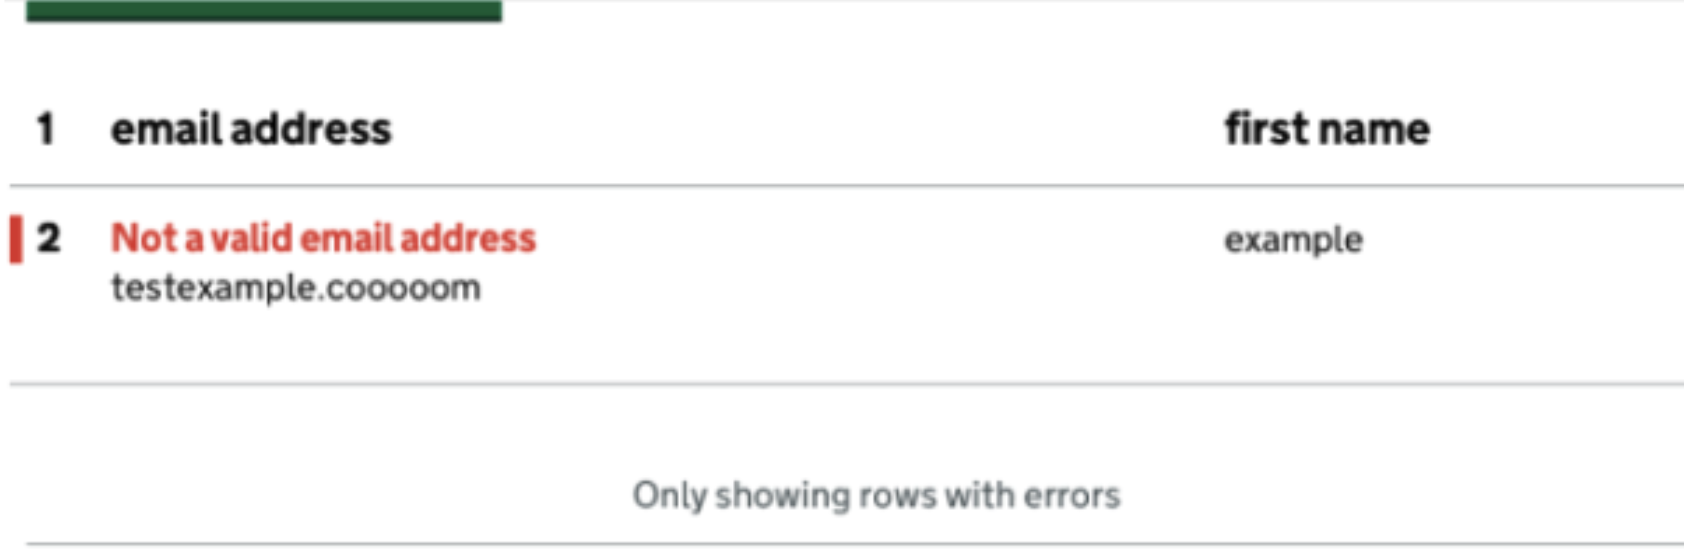 1 email address first name
2 Not a valid email address example
testexample.cooooom
Only showing rows with errors